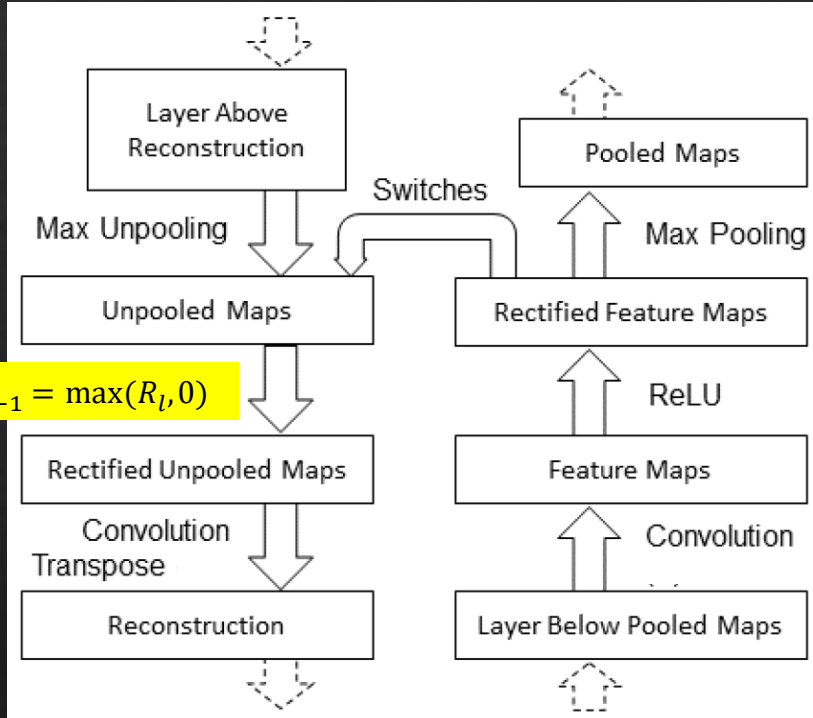 Layer Above
Reconstruction
Max Unpooling
Unpooled Maps
₋₁ = max(Rₗ,0)
Rectified Unpooled Maps
Convolution
Transpose
Reconstruction
Switches
Pooled Maps
Max Pooling
Rectified Feature Maps
ReLU
Feature Maps
Convolution
Layer Below Pooled Maps